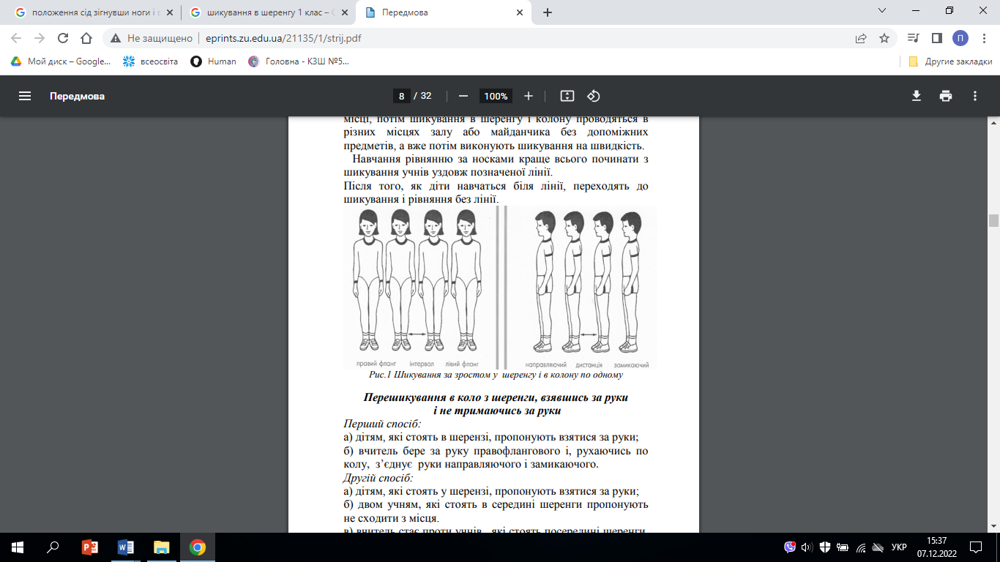 положення сід зігнувши ноги і в
шикування в шеренгу 1 клас – G
Передмова
Не защищено
eprints.zu.edu.ua/21135/1/strij.pdf
П
Мой диск – Google...
всеосвіта
Human
Головна - КЗШ №5...
Другие закладки
Передмова
8 / 32
100%
місці, потім шикування в шеренгу і колону проводяться в
різних місцях залу або майданчика без допоміжних
предметів, а вже потім виконують шикування на швидкість.
Навчання рівнянню за носками краще всього починати з
шикування учнів уздовж позначеної лінії.
Після того, як діти навчаться біля лінії, переходять до
шикування і рівняння без лінії.
правий фланг інтервал лівий фланг
направляючий дистанція замикаючий
Рис.1 Шикування за зростом у шеренгу і в колону по одному
Перешикування в коло з шеренги, взявшись за руки
і не тримаючись за руки
Перший спосіб:
а) дітям, які стоять в шерензі, пропонують взятися за руки;
б) вчитель бере за руку правофлангового і, рухаючись по
колу, з’єднує руки направляючого і замикаючого.
Другій спосіб:
а) дітям, які стоять у шерензі, пропонують взятися за руки;
б) двом учням, які стоять в середині шеренги пропонують
не сходити з місця.
в) вчитель стає проти учнів, які стоять посередині шеренги,
УКР
15:37
07.12.2022